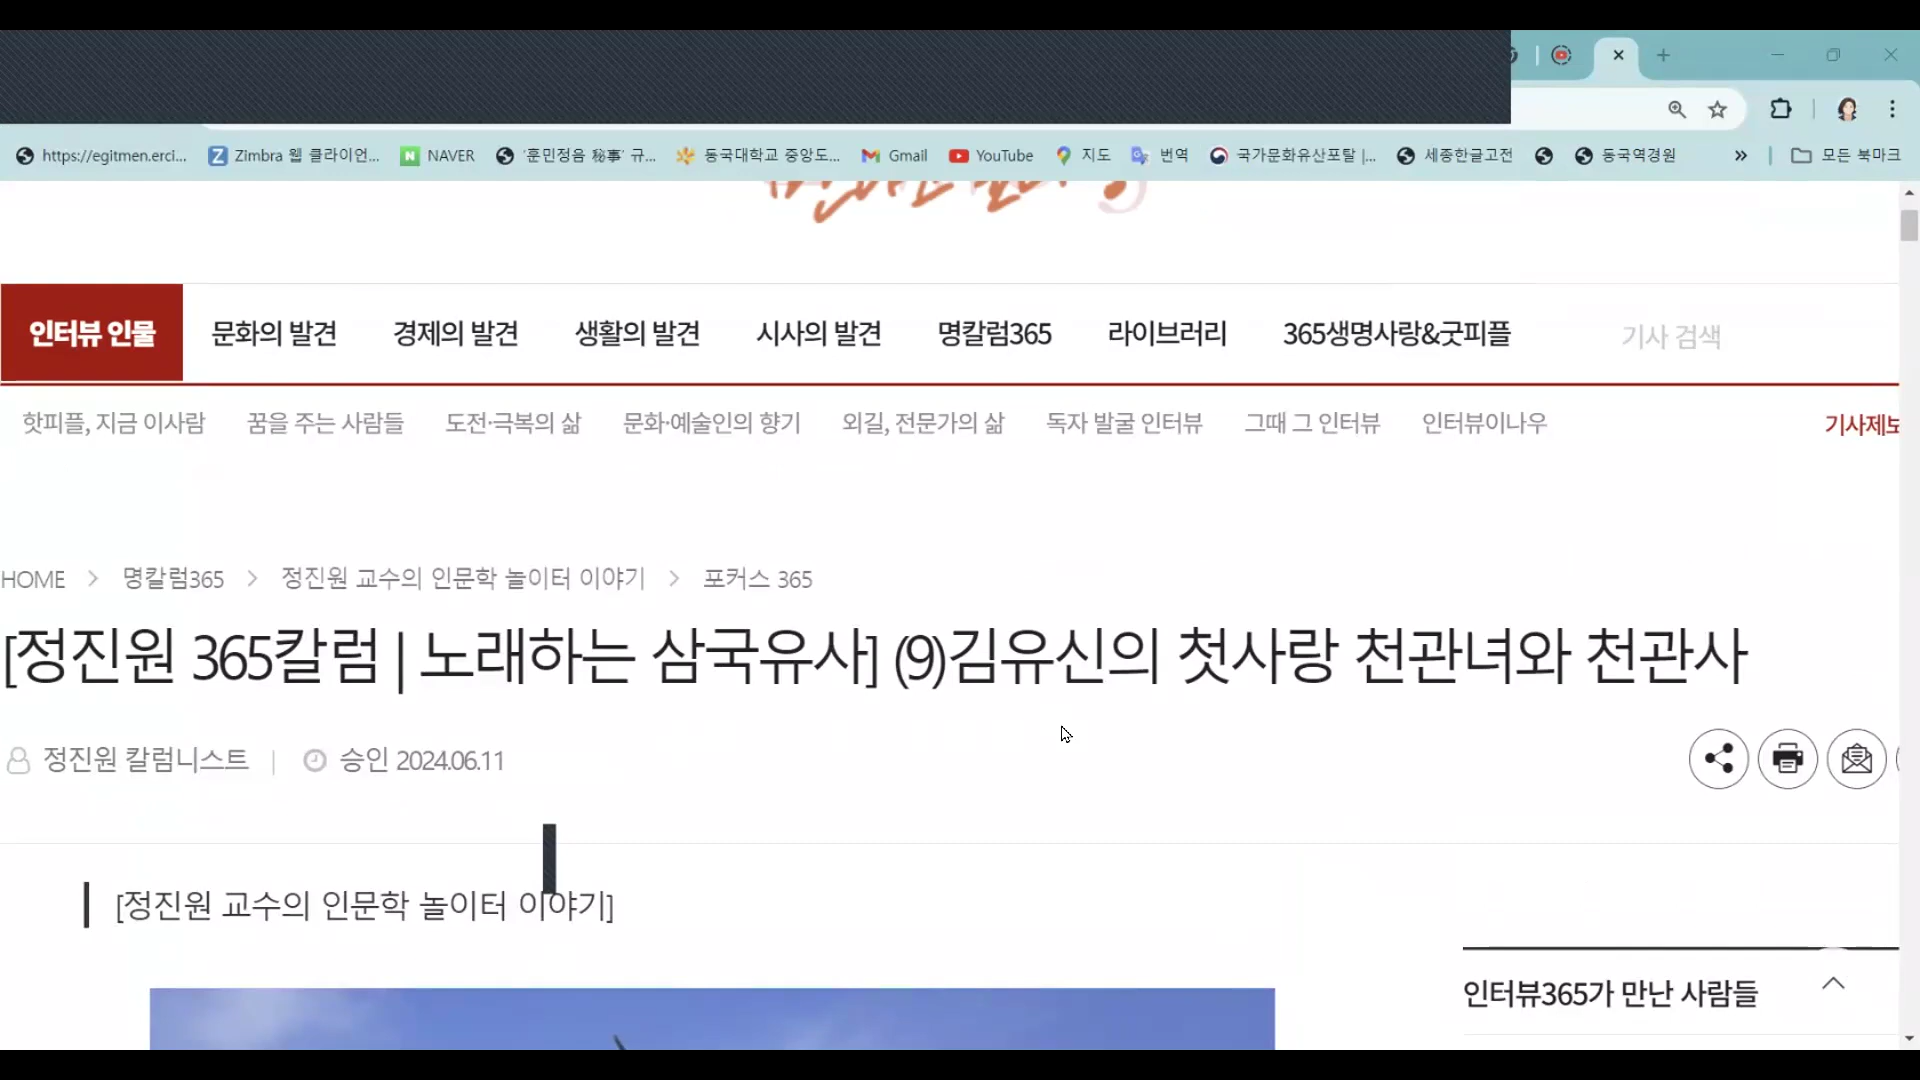 https://egitmen.erci... Zimbra 웹 클라이언... NAVER '훈민정음 秘事' 규... 동국대학교 중앙도... Gmail YouTube 지도 번역 국가문화유산포탈 |... 세종한글고전 동국역경원 » 모든 북마크
인터뷰 인물 문화의 발견 경제의 발견 생활의 발견 시사의 발견 명칼럼365 라이브러리 365생명사랑&굿피플 기사 검색
핫피플, 지금 이사람 꿈을 주는 사람들 도전·극복의 삶 문화·예술인의 향기 외길, 전문가의 삶 독자 발굴 인터뷰 그때 그 인터뷰 인터뷰이나우 기사제보
HOME > 명칼럼365 > 정진원 교수의 인문학 놀이터 이야기 > 포커스 365
[정진원 365칼럼 | 노래하는 삼국유사] (9)김유신의 첫사랑 천관녀와 천관사
정진원 칼럼니스트 | 승인 2024.06.11
[정진원 교수의 인문학 놀이터 이야기]
인터뷰365가 만난 사람들